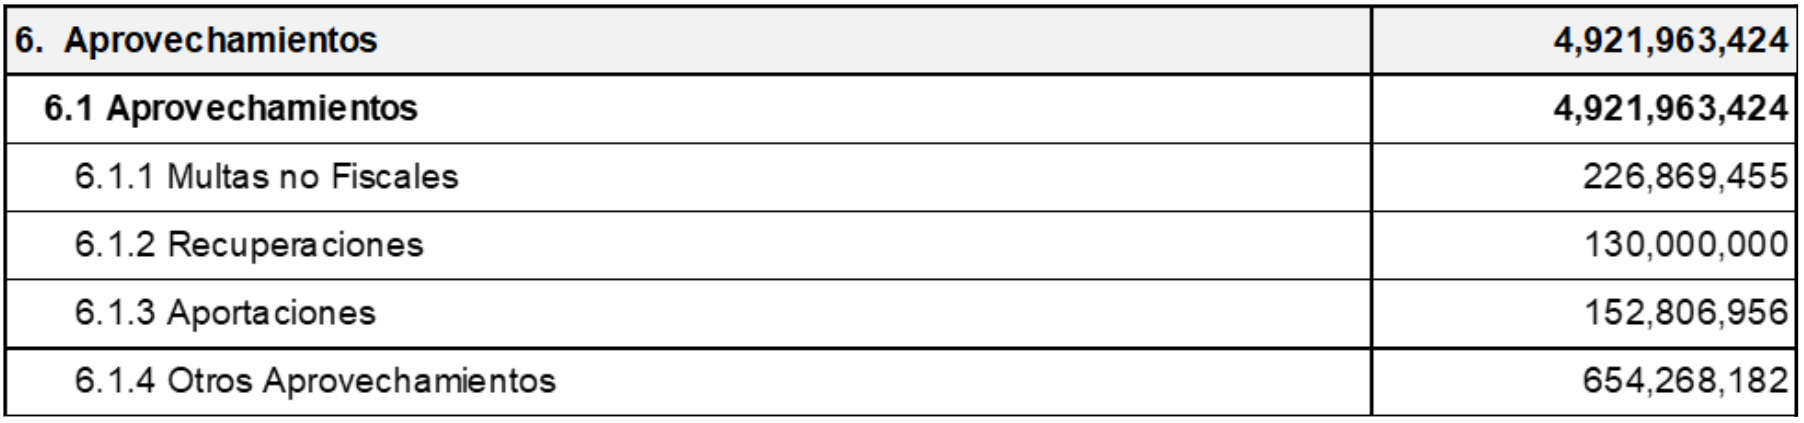 6. Aprovechamientos 4,921,963,424
6.1 Aprovechamientos 4,921,963,424
6.1.1 Multas no Fiscales 226,869,455
6.1.2 Recuperaciones 130,000,000
6.1.3 Aportaciones 152,806,956
6.1.4 Otros Aprovechamientos 654,268,182